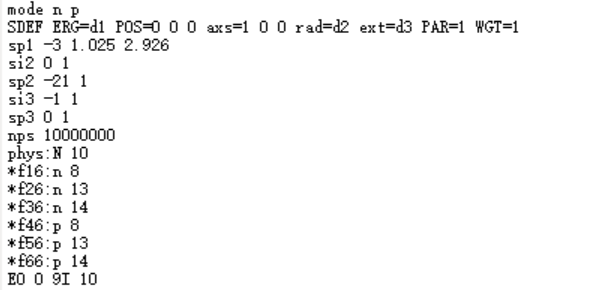 mode n p
SDEF ERG=d1 POS=0 0 0 axs=1 0 0 rad=d2 ext=d3 PAR=1 WGT=1
sp1 -3 1.025 2.926
si2 0 1
sp2 -21 1
si3 -1 1
sp3 0 1
nps 10000000
phys:N 10
*f16:n 8
*f26:n 13
*f36:n 14
*f46:p 8
*f56:p 13
*f66:p 14
E0 0 9I 10